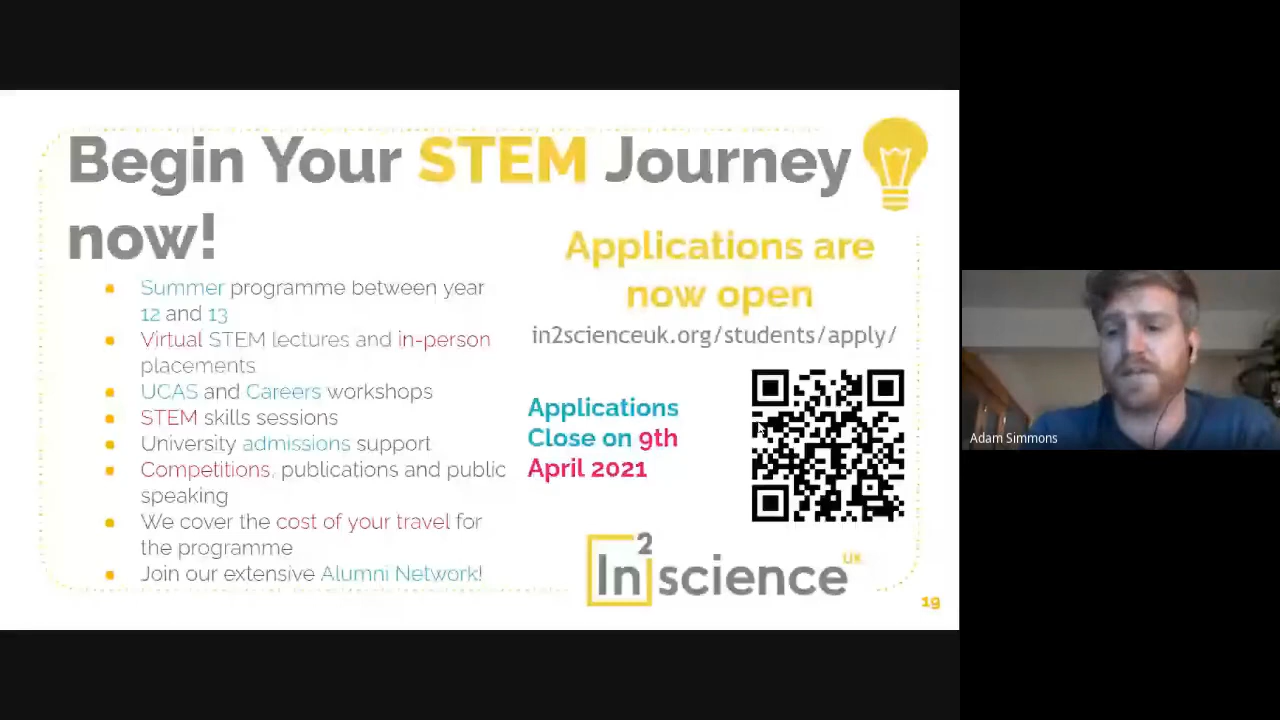 Begin Your STEM Journey
now!
Applications are
now open
in2scienceuk.org/students/apply/
Summer programme between year
12 and 13
Virtual STEM lectures and in-person
placements
UCAS and Careers workshops
STEM skills sessions
University admissions support
Competitions, publications and public
speaking
We cover the cost of your travel for
the programme
Join our extensive Alumni Network!
Applications
Close on 9th
April 2021
In2scienceUK
19
Adam Simmons